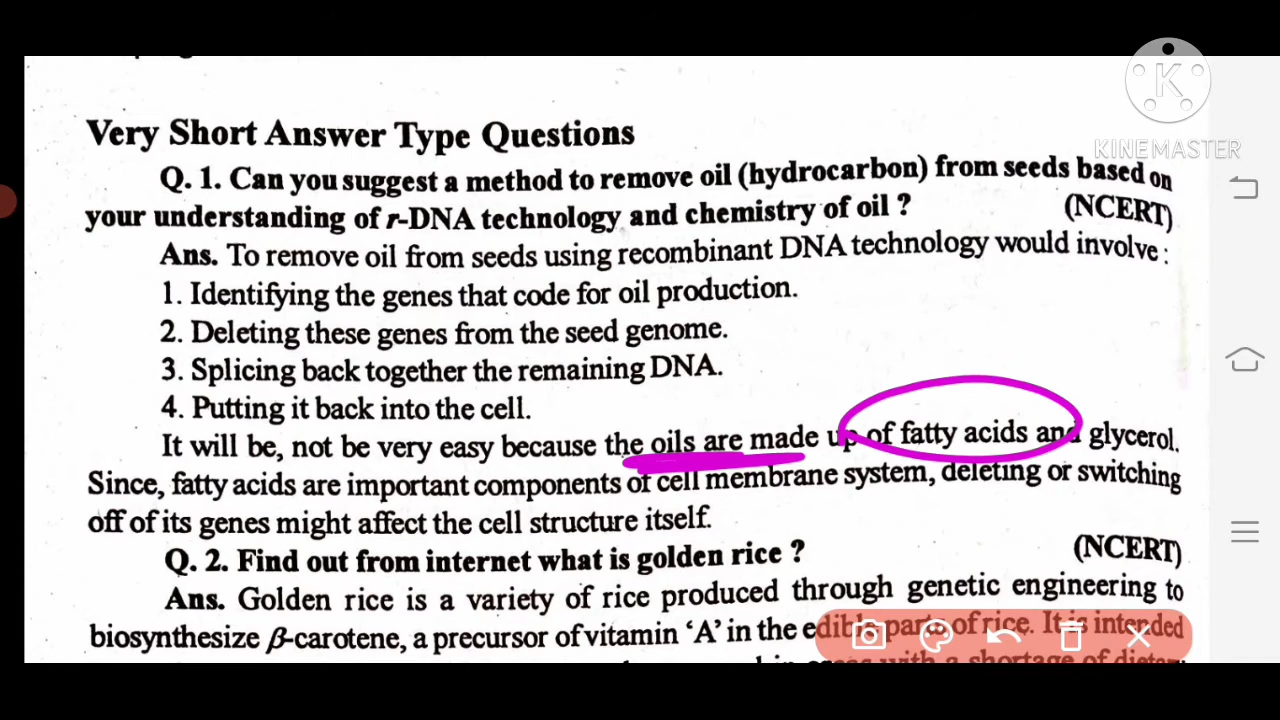 K
KINEMASTER
Very Short Answer Type Questions
Q. 1. Can you suggest a method to remove oil (hydrocarbon) from seeds based on
your understanding of r-DNA technology and chemistry of oil ? (NCERT)
Ans. To remove oil from seeds using recombinant DNA technology would involve :
1. Identifying the genes that code for oil production.
2. Deleting these genes from the seed genome.
3. Splicing back together the remaining DNA.
4. Putting it back into the cell.
It will be, not be very easy because the oils are made up of fatty acids and glycerol.
Since, fatty acids are important components of cell membrane system, deleting or switching
off of its genes might affect the cell structure itself.
Q. 2. Find out from internet what is golden rice ? (NCERT)
Ans. Golden rice is a variety of rice produced through genetic engineering to
biosynthesize β-carotene, a precursor of vitamin ‘A’ in the edible parts of rice. It is intended
with a shortage of dietary